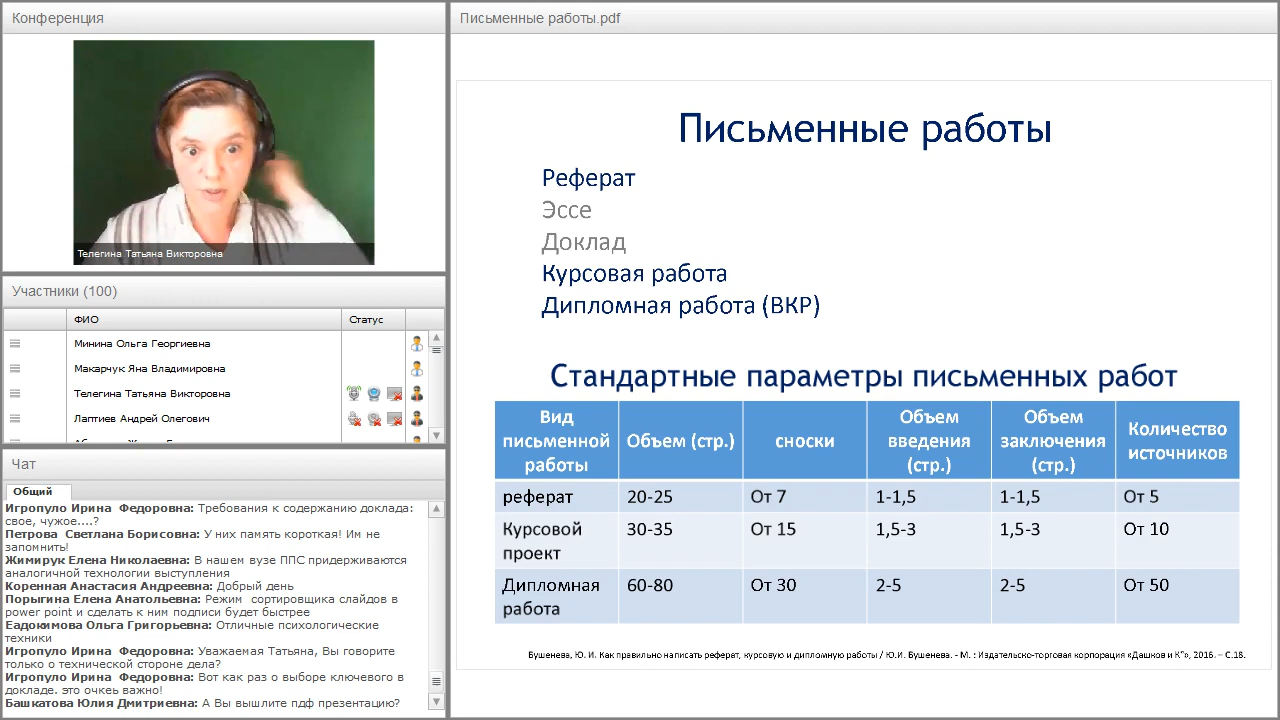 Конференция
Телегина Татьяна Викторовна
Участники (100)
ФИО Статус
Минина Ольга Георгиевна
Макарчук Яна Владимировна
Телегина Татьяна Викторовна
Лаптиев Андрей Олегович
Чат
Общий
Игропуло Ирина Федоровна: Требования к содержанию доклада:
свое, чужое....?
Петрова Светлана Борисовна: У них память короткая! Им не
запомнить!
Жимирук Елена Николаевна: В нашем вузе ППС придерживаются
аналогичной технологии выступления
Коренная Анастасия Андреевна: Добрый день
Порыгина Елена Анатольевна: Режим сортировщика слайдов в
power point и сделать к ним подписи будет быстрее
Евдокимова Ольга Григорьевна: Отличные психологические
техники
Игропуло Ирина Федоровна: Уважаемая Татьяна, Вы говорите
только о технической стороне дела?
Игропуло Ирина Федоровна: Вот как раз о выборе ключевого в
докладе. это очкеь важно!
Башкатова Юлия Дмитриевна: А Вы вышлите пдф презентацию?
Письменные работы.pdf
Письменные работы
Реферат
Эссе
Доклад
Курсовая работа
Дипломная работа (ВКР)
Стандартные параметры письменных работ
Вид письменной работы Объем (стр.) сноски Объем введения (стр.) Объем заключения (стр.) Количество источников
реферат 20-25 От 7 1-1,5 1-1,5 От 5
Курсовой проект 30-35 От 15 1,5-3 1,5-3 От 10
Дипломная работа 60-80 От 30 2-5 2-5 От 50
Бушенева, Ю. И. Как правильно написать реферат, курсовую и дипломную работы / Ю.И. Бушенева. - М. : Издательско-торговая корпорация «Дашков и К°», 2016. – С.18.